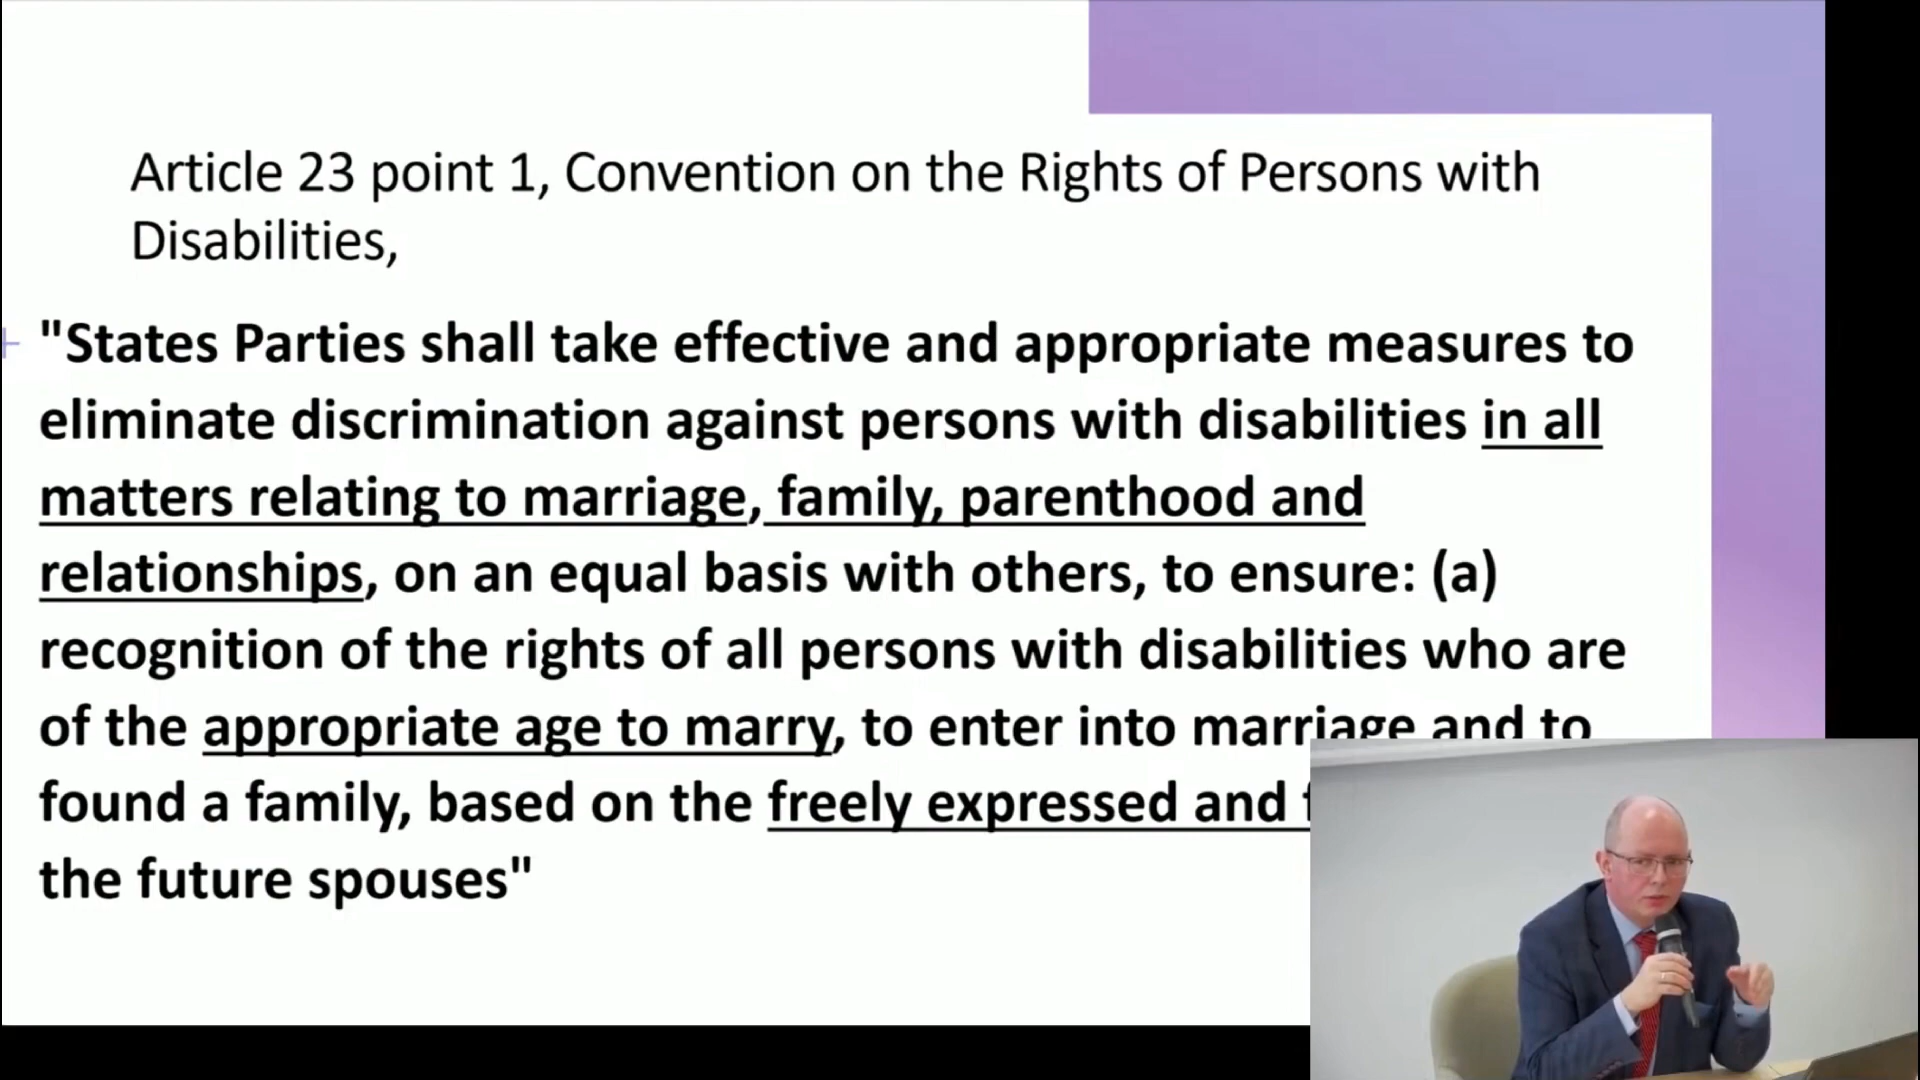 Article 23 point 1, Convention on the Rights of Persons with
Disabilities,
"States Parties shall take effective and appropriate measures to
eliminate discrimination against persons with disabilities in all
matters relating to marriage, family, parenthood and
relationships, on an equal basis with others, to ensure: (a)
recognition of the rights of all persons with disabilities who are
of the appropriate age to marry, to enter into marriage and to
found a family, based on the freely expressed and
the future spouses"